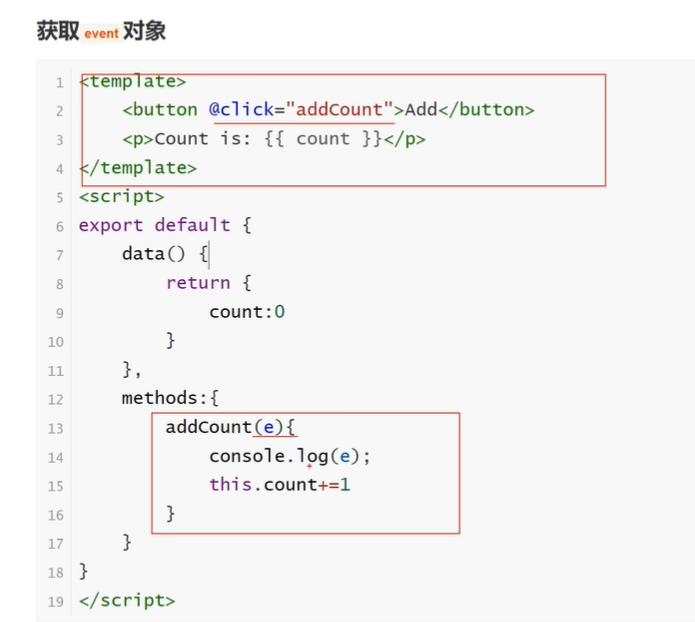 获取 event 对象
1 <template>
2     <button @click="addCount">Add</button>
3     <p>Count is: {{ count }}</p>
4 </template>
5 <script>
6 export default {
7     data() {
8         return {
9             count:0
10         }
11     },
12     methods:{
13         addCount(e){
14             console.log(e);
15             this.count+=1
16         }
17     }
18 }
19 </script>